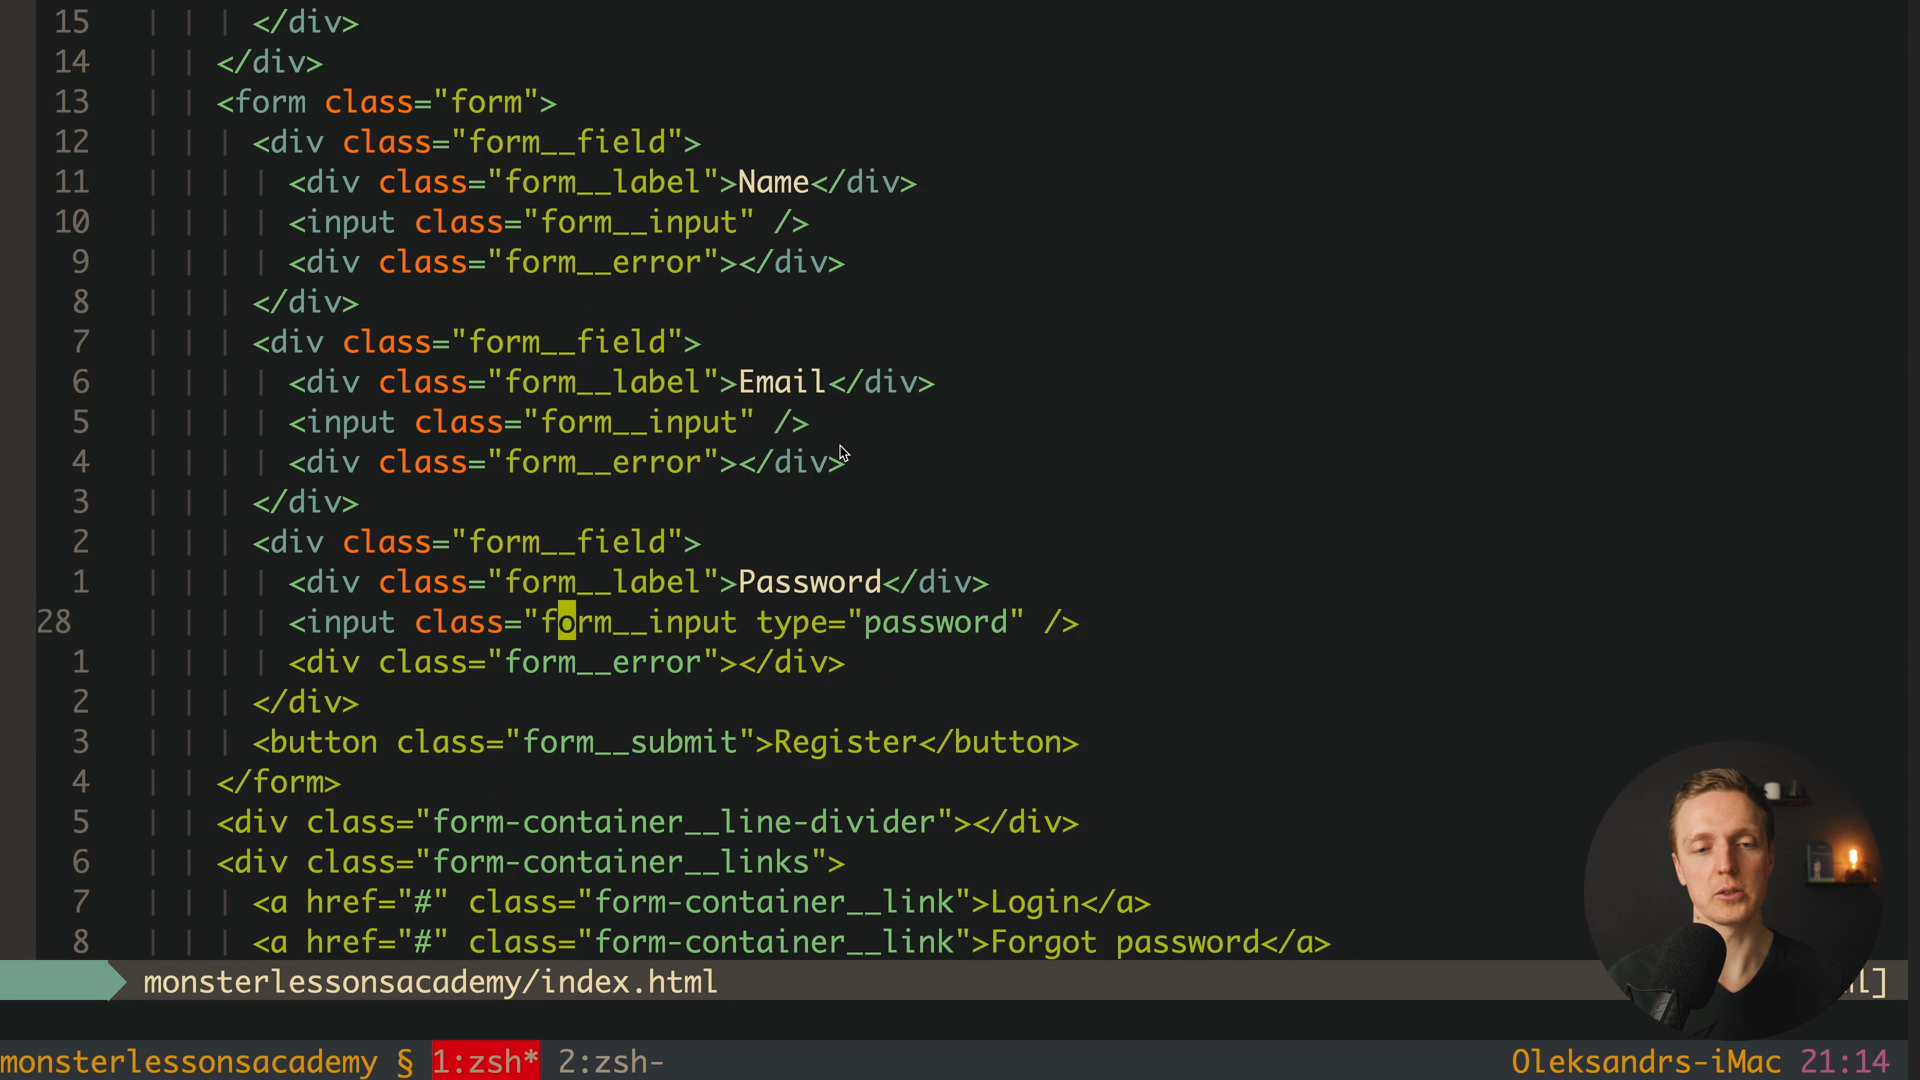 15 </div>
14 </div>
13 <form class="form">
12 <div class="form__field">
11 <div class="form__label">Name</div>
10 <input class="form__input" />
9 <div class="form__error"></div>
8 </div>
7 <div class="form__field">
6 <div class="form__label">Email</div>
5 <input class="form__input" />
4 <div class="form__error"></div>
3 </div>
2 <div class="form__field">
1 <div class="form__label">Password</div>
28 <input class="form__input type="password" />
1 <div class="form__error"></div>
2 </div>
3 <button class="form__submit">Register</button>
4 </form>
5 <div class="form-container__line-divider"></div>
6 <div class="form-container__links">
7 <a href="#" class="form-container__link">Login</a>
8 <a href="#" class="form-container__link">Forgot password</a>
monsterlessonsacademy/index.html
monsterlessonsacademy § 1:zsh* 2:zsh- Oleksandrs-iMac 21:14